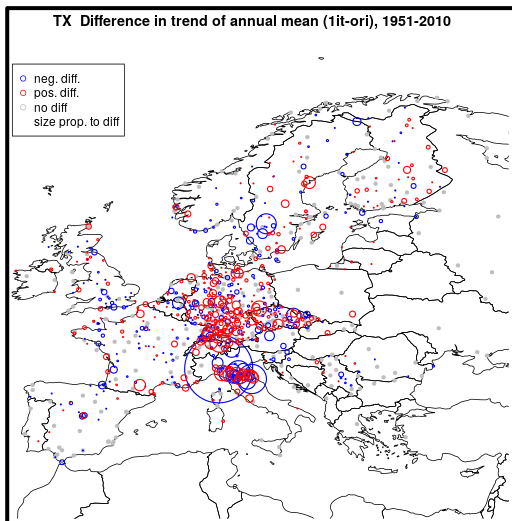 TX  Difference in trend of annual mean (1it-ori), 1951-2010
neg. diff.
pos. diff.
no diff
size prop. to diff